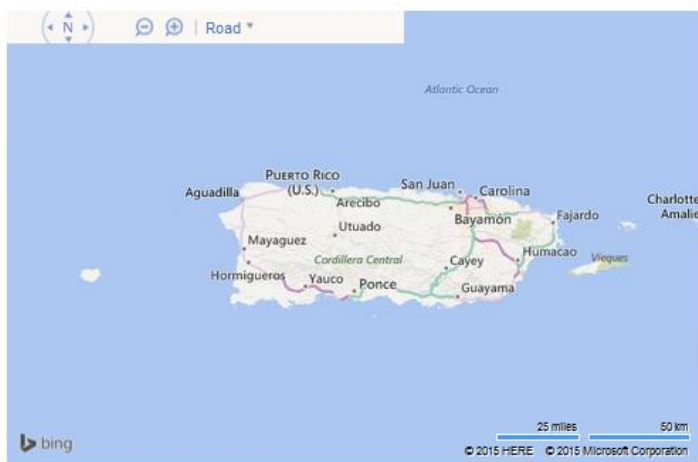 N
Road
Atlantic Ocean
PUERTO RICO
(U.S.)
San Juan
Carolina
Aguadilla
Arecibo
Bayamón
Fajardo
Charlotte
Amalie
Utuado
Mayaguez
Humacao
Cordillera Central
Cayey
Vieques
Hormigueros
Yauco
Ponce
Guayama
25 miles
50 km
bing
© 2015 HERE © 2015 Microsoft Corporation